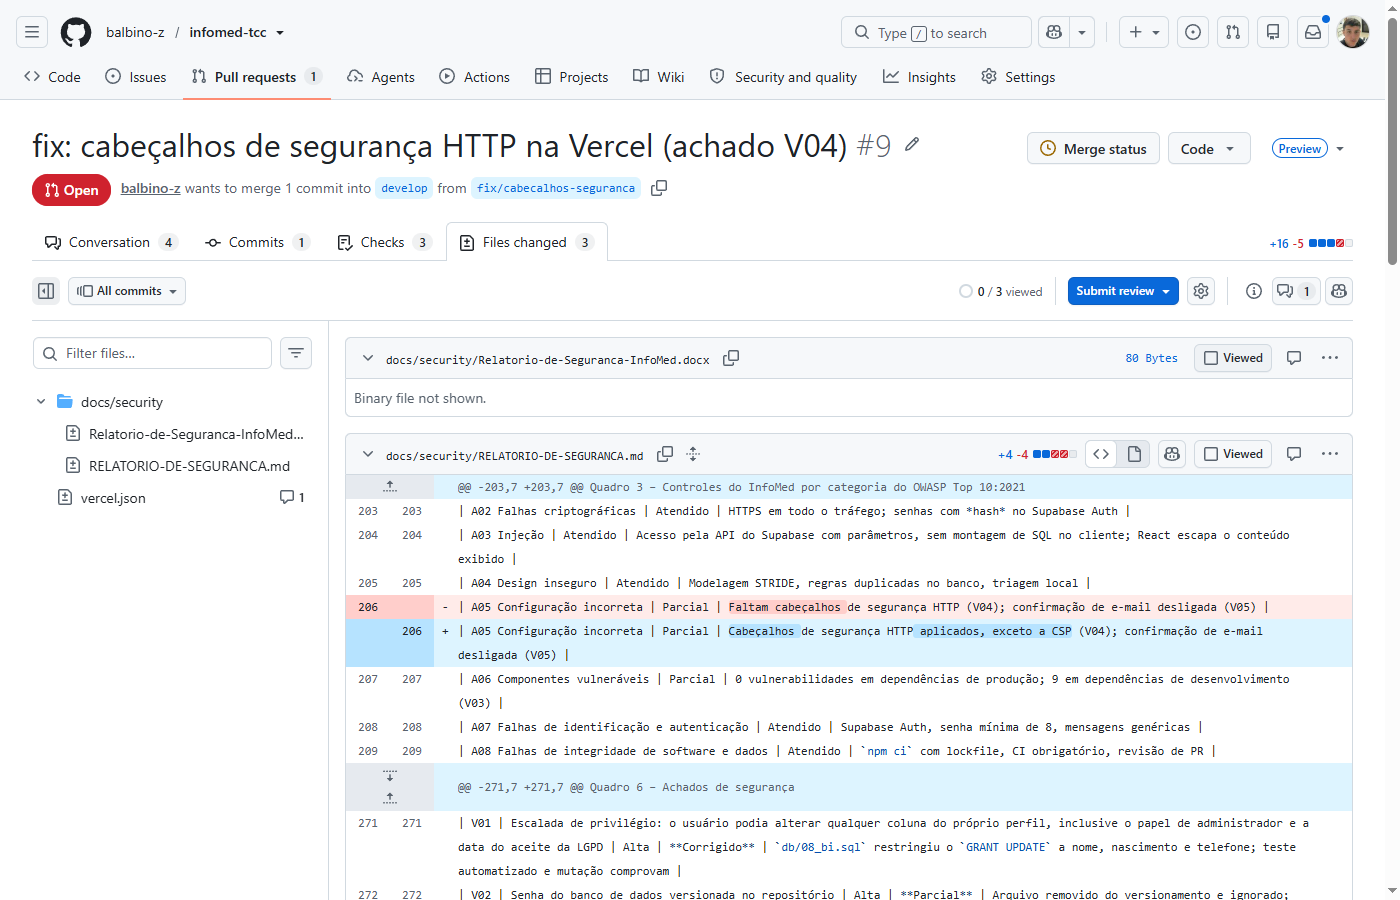 balbino-z / infomed-tcc
Type / to search
Code
Issues
Pull requests 1
Agents
Actions
Projects
Wiki
Security and quality
Insights
Settings
fix: cabeçalhos de segurança HTTP na Vercel (achado V04) #9
Merge status
Code
Preview
Open
balbino-z wants to merge 1 commit into develop from fix/cabecalhos-seguranca
Conversation 4
Commits 1
Checks 3
Files changed 3
+16 -5
All commits
0 / 3 viewed
Submit review
1
Filter files...
docs/security
Relatorio-de-Seguranca-InfoMed...
RELATORIO-DE-SEGURANCA.md
vercel.json
1
docs/security/Relatorio-de-Seguranca-InfoMed.docx
80 Bytes
Viewed
Binary file not shown.
docs/security/RELATORIO-DE-SEGURANCA.md
+4 -4
Viewed
@@ -203,7 +203,7 @@ Quadro 3 – Controles do InfoMed por categoria do OWASP Top 10:2021
203 203 | A02 Falhas criptográficas | Atendido | HTTPS em todo o tráfego; senhas com *hash* no Supabase Auth |
204 204 | A03 Injeção | Atendido | Acesso pela API do Supabase com parâmetros, sem montagem de SQL no cliente; React escapa o conteúdo
exibido |
205 205 | A04 Design inseguro | Atendido | Modelagem STRIDE, regras duplicadas no banco, triagem local |
206 - | A05 Configuração incorreta | Parcial | Faltam cabeçalhos de segurança HTTP (V04); confirmação de e-mail desligada (V05) |
206 + | A05 Configuração incorreta | Parcial | Cabeçalhos de segurança HTTP aplicados, exceto a CSP (V04); confirmação de e-mail
desligada (V05) |
207 207 | A06 Componentes vulneráveis | Parcial | 0 vulnerabilidades em dependências de produção; 9 em dependências de desenvolvimento
(V03) |
208 208 | A07 Falhas de identificação e autenticação | Atendido | Supabase Auth, senha mínima de 8, mensagens genéricas |
209 209 | A08 Falhas de integridade de software e dados | Atendido | `npm ci` com lockfile, CI obrigatório, revisão de PR |
@@ -271,7 +271,7 @@ Quadro 6 – Achados de segurança
271 271 | V01 | Escalada de privilégio: o usuário podia alterar qualquer coluna do próprio perfil, inclusive o papel de administrador e a
data do aceite da LGPD | Alta | **Corrigido** | `db/08_bi.sql` restringiu o `GRANT UPDATE` a nome, nascimento e telefone; teste
automatizado e mutação comprovam |
272 272 | V02 | Senha do banco de dados versionada no repositório | Alta | **Parcial** | Arquivo removido do versionamento e ignorado;